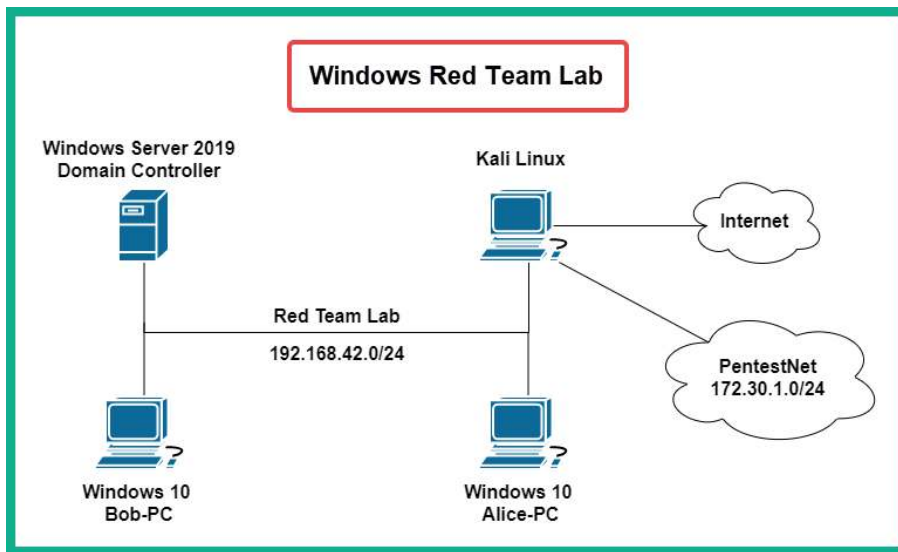 Windows Red Team Lab
Windows Server 2019
Domain Controller
Kali Linux
Internet
?
Red Team Lab
192.168.42.0/24
PentestNet
172.30.1.0/24
?
?
Windows 10
Bob-PC
Windows 10
Alice-PC